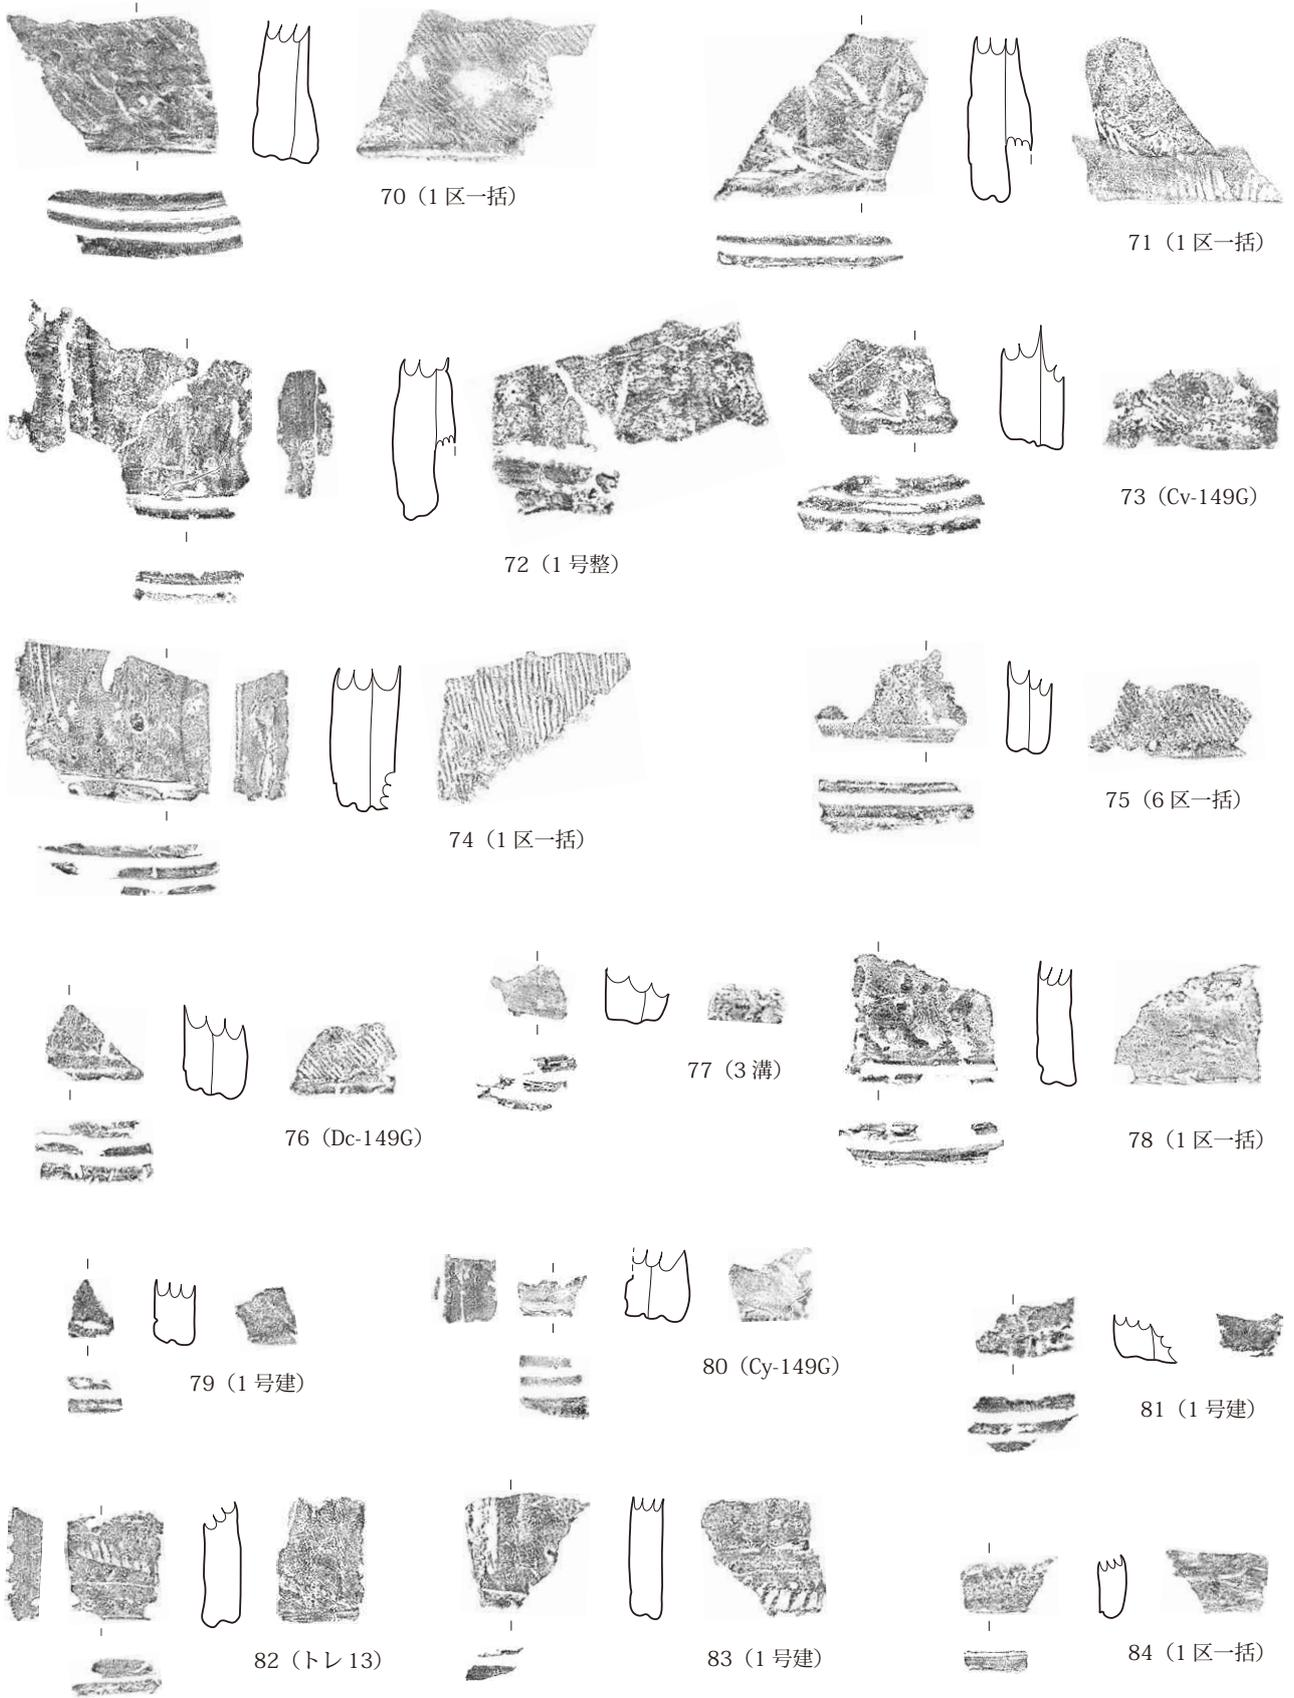 70（1 区一括）
71（1 区一括）
72（1 号整）
73（Cv-149G）
74（1 区一括）
75（6 区一括）
76（Dc-149G）
77（3 溝）
78（1 区一括）
79（1 号建）
80（Cy-149G）
81（1 号建）
82（トレ 13）
83（1 号建）
84（1 区一括）